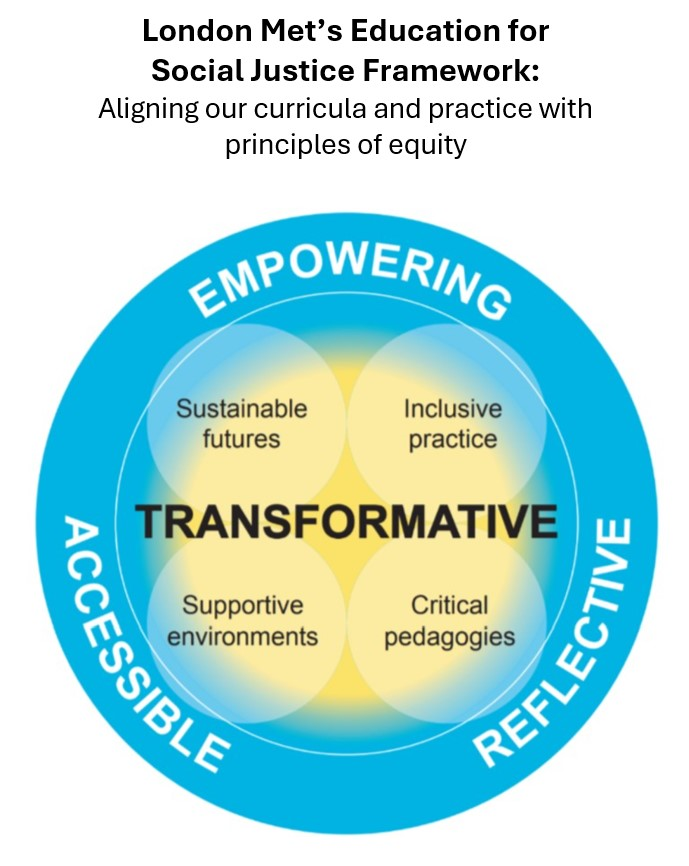 London Met’s Education for
Social Justice Framework:
Aligning our curricula and practice with
principles of equity
EMPOWERING
Sustainable
futures
Inclusive
practice
TRANSFORMATIVE
Supportive
environments
Critical
pedagogies
ACCESSIBLE
REFLECTIVE